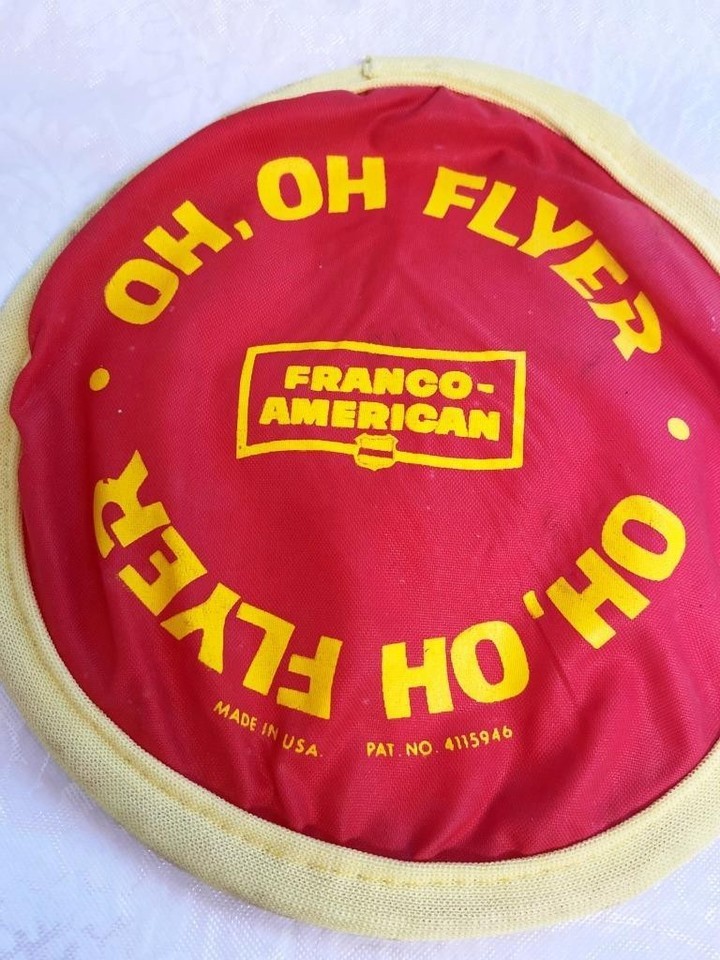 OH, OH FLYER
FRANCO-
AMERICAN
OH, OH FLYER
MADE IN USA. PAT. NO. 4115946